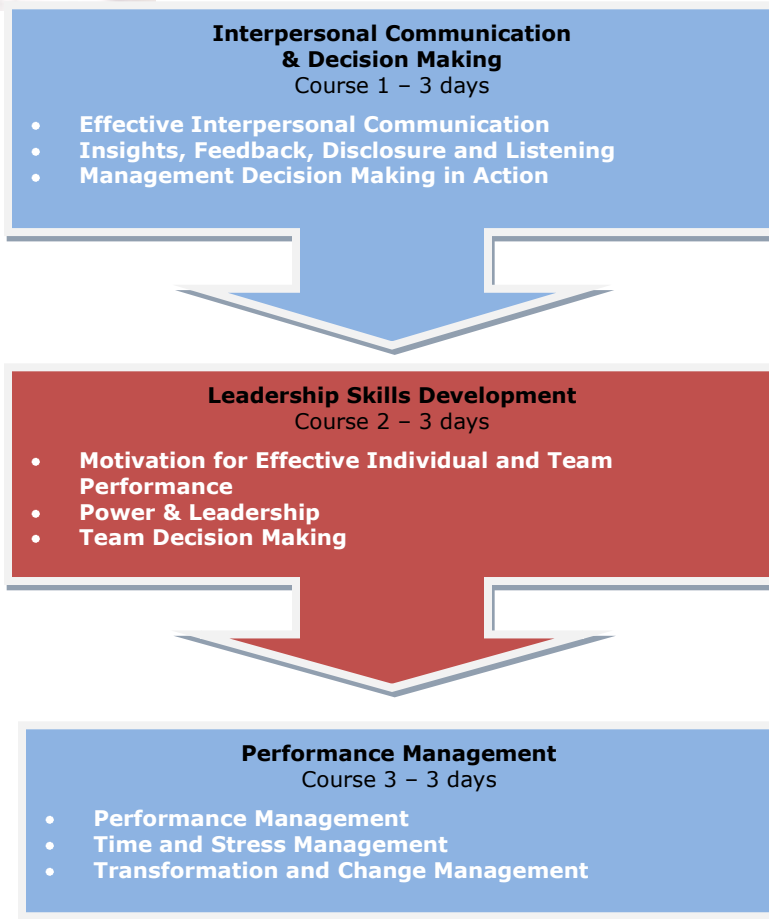 Interpersonal Communication
& Decision Making
Course 1 – 3 days
• Effective Interpersonal Communication
• Insights, Feedback, Disclosure and Listening
• Management Decision Making in Action
Leadership Skills Development
Course 2 – 3 days
• Motivation for Effective Individual and Team
Performance
• Power & Leadership
• Team Decision Making
Performance Management
Course 3 – 3 days
• Performance Management
• Time and Stress Management
• Transformation and Change Management